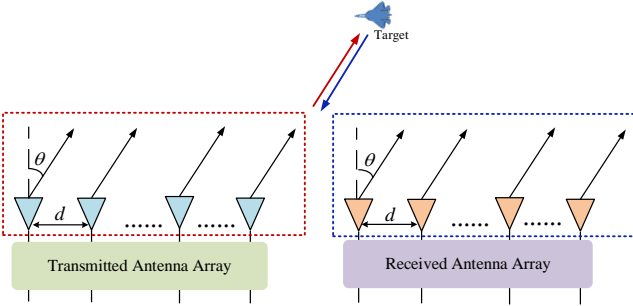 Target
θ
θ
d
......
......
d
......
......
Transmitted Antenna Array
Received Antenna Array